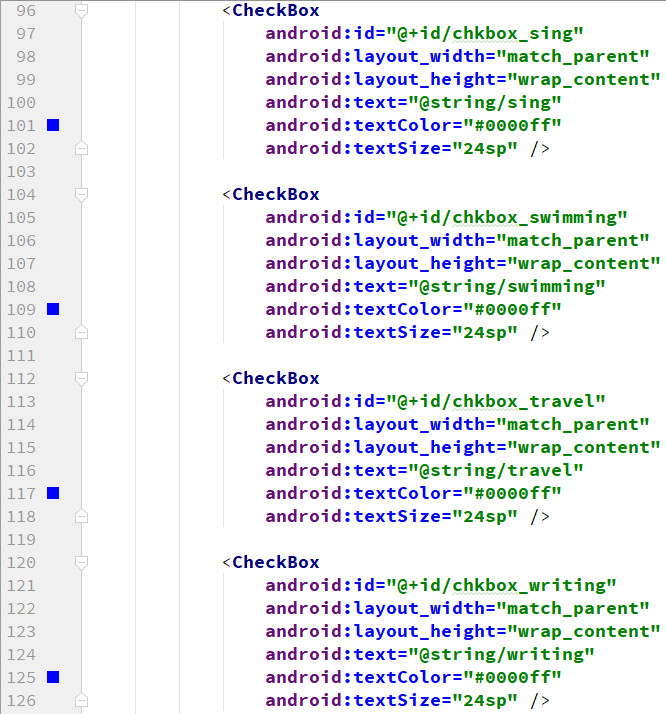 96 <CheckBox
97 android:id="@+id/chkbox_sing"
98 android:layout_width="match_parent"
99 android:layout_height="wrap_content"
100 android:text="@string/sing"
101 android:textColor="#0000ff"
102 android:textSize="24sp" />
103
104 <CheckBox
105 android:id="@+id/chkbox_swimming"
106 android:layout_width="match_parent"
107 android:layout_height="wrap_content"
108 android:text="@string/swimming"
109 android:textColor="#0000ff"
110 android:textSize="24sp" />
111
112 <CheckBox
113 android:id="@+id/chkbox_travel"
114 android:layout_width="match_parent"
115 android:layout_height="wrap_content"
116 android:text="@string/travel"
117 android:textColor="#0000ff"
118 android:textSize="24sp" />
119
120 <CheckBox
121 android:id="@+id/chkbox_writing"
122 android:layout_width="match_parent"
123 android:layout_height="wrap_content"
124 android:text="@string/writing"
125 android:textColor="#0000ff"
126 android:textSize="24sp" />